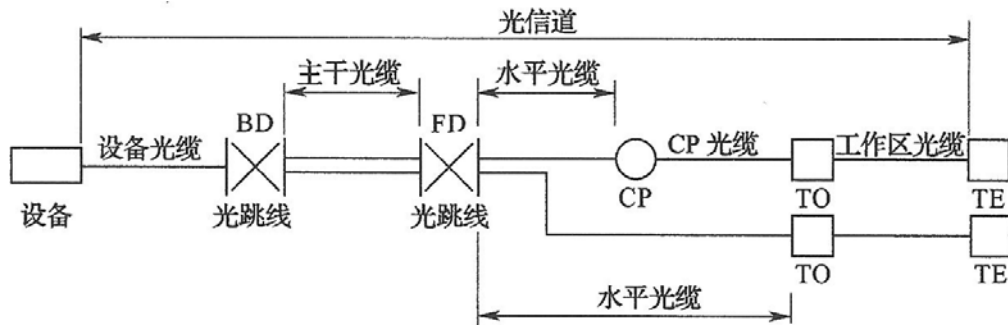 光信道
主干光缆
水平光缆
BD
FD
设备光缆
CP 光缆
工作区光缆
设备
光跳线
光跳线
CP
TO
TE
TO
TE
水平光缆